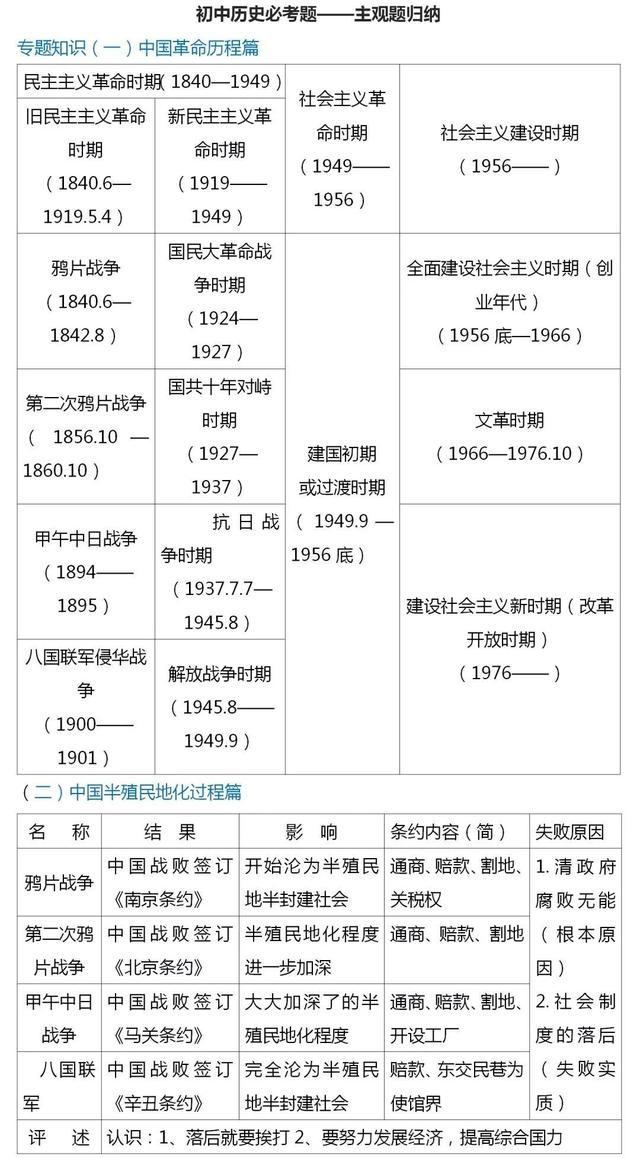 初中历史必考题——主观题归纳
专题知识（一）中国革命历程篇
民主主义革命时期（1840—1949）
旧民主主义革命
时期
（1840.6—
1919.5.4）
新民主主义革
命时期
（1919——
1949）
社会主义革
命时期
（1949——
1956）
社会主义建设时期
（1956——）
鸦片战争
（1840.6—
1842.8）
国民大革命战
争时期
（1924—
1927）
建国初期
或过渡时期
（1949.9—
1956底）
全面建设社会主义时期（创
业年代）
（1956底—1966）
第二次鸦片战争
（1856.10—
1860.10）
国共十年对峙
时期
（1927—
1937）
文革时期
（1966—1976.10）
甲午中日战争
（1894——
1895）
抗日战
争时期
（1937.7.7—
1945.8）
建设社会主义新时期（改革
开放时期）
（1976——）
八国联军侵华战
争
（1900——
1901）
解放战争时期
（1945.8——
1949.9）
（二）中国半殖民地化过程篇
名 称
结 果
影 响
条约内容（简）
失败原因
鸦片战争
中国战败签订
《南京条约》
开始沦为半殖民
地半封建社会
通商、赔款、割地、
关税权
1.清政府
腐败无能
（根本原
因）
2.社会制
度的落后
（失败实
质）
第二次鸦
片战争
中国战败签订
《北京条约》
半殖民地化程度
进一步加深
通商、赔款、割地
甲午中日
战争
中国战败签订
《马关条约》
大大加深了的半
殖民地化程度
通商、赔款、割地、
开设工厂
八国联
军
中国战败签订
《辛丑条约》
完全沦为半殖民
地半封建社会
赔款、东交民巷为
使馆界
评 述
认识：1、落后就要挨打2、要努力发展经济，提高综合国力